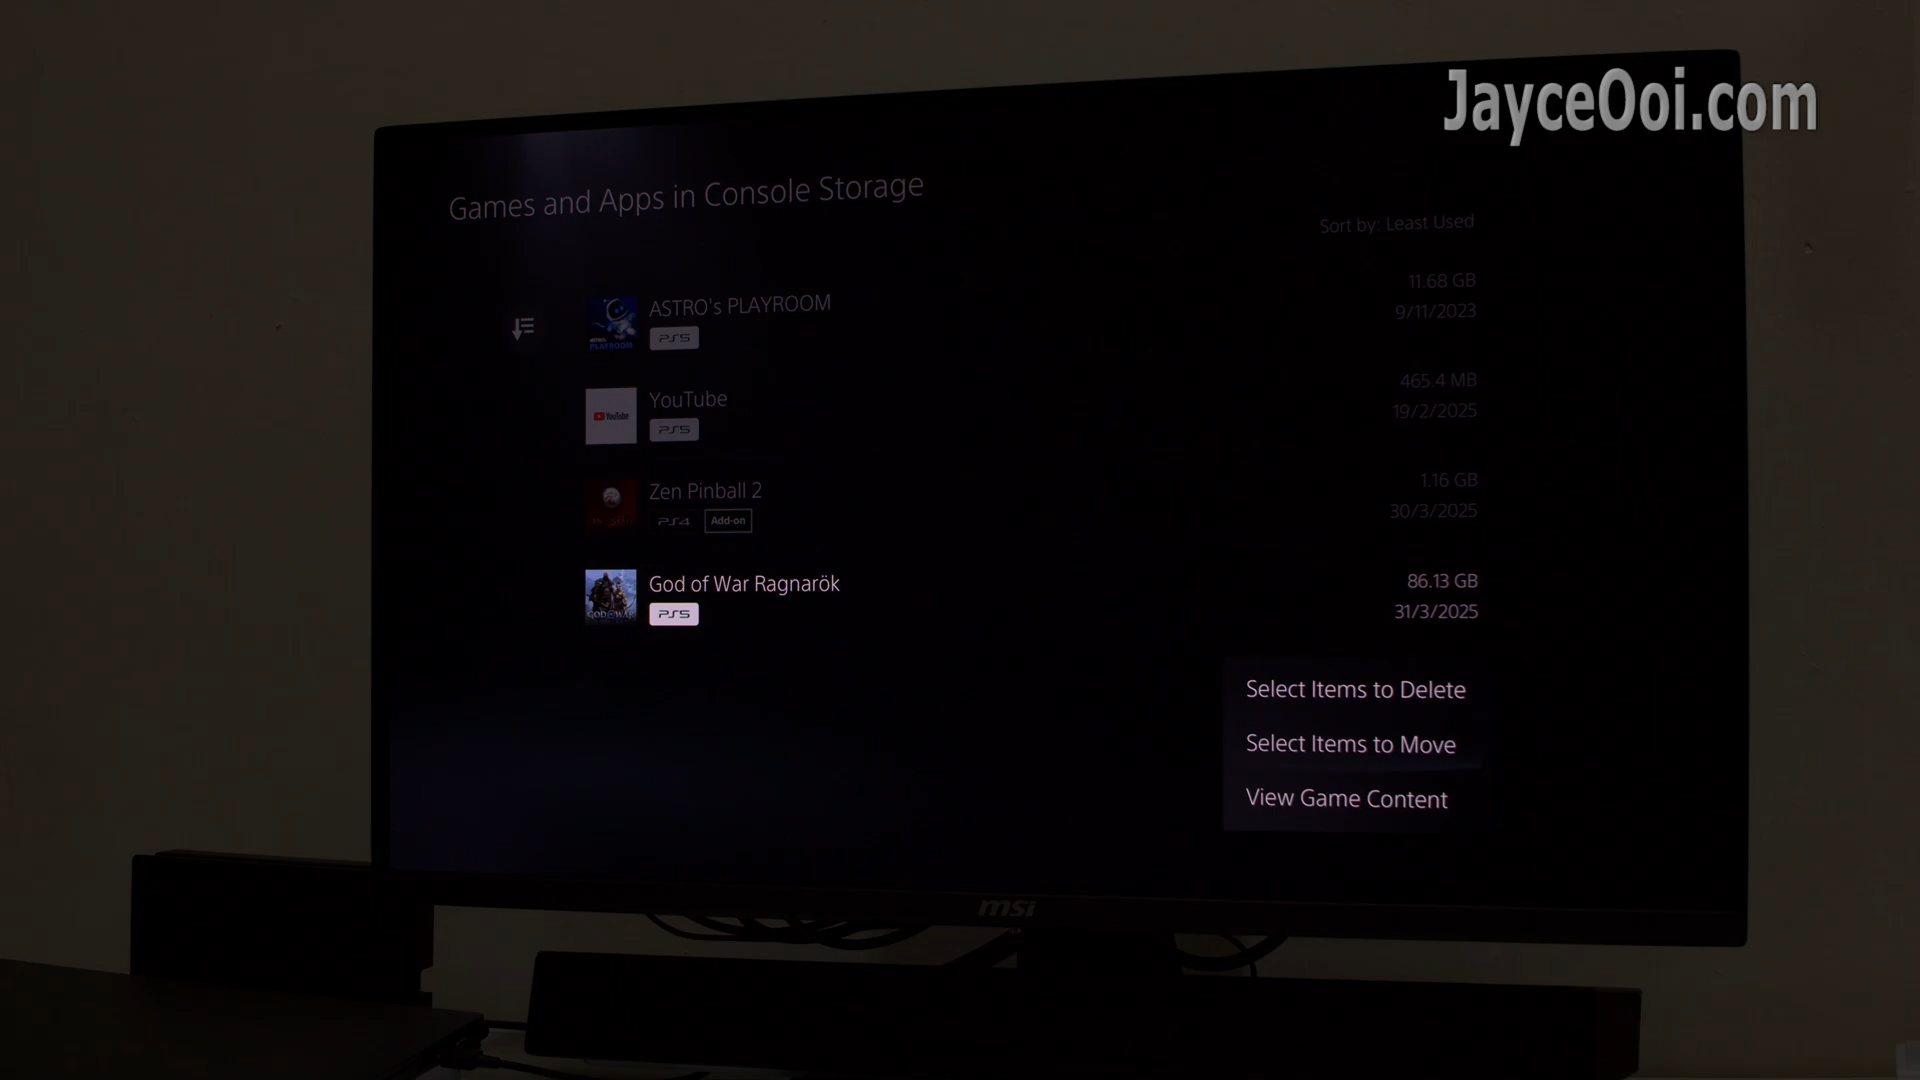 JayceOoi.com
Games and Apps in Console Storage
Sort by: Least Used
ASTRO's PLAYROOM
PS5
11.68 GB
9/11/2023
YouTube
YouTube
PS5
465.4 MB
19/2/2025
Zen Pinball 2
PS4 Add-on
1.16 GB
30/3/2025
God of War Ragnarök
PS5
86.13 GB
31/3/2025
Select Items to Delete
Select Items to Move
View Game Content
msi